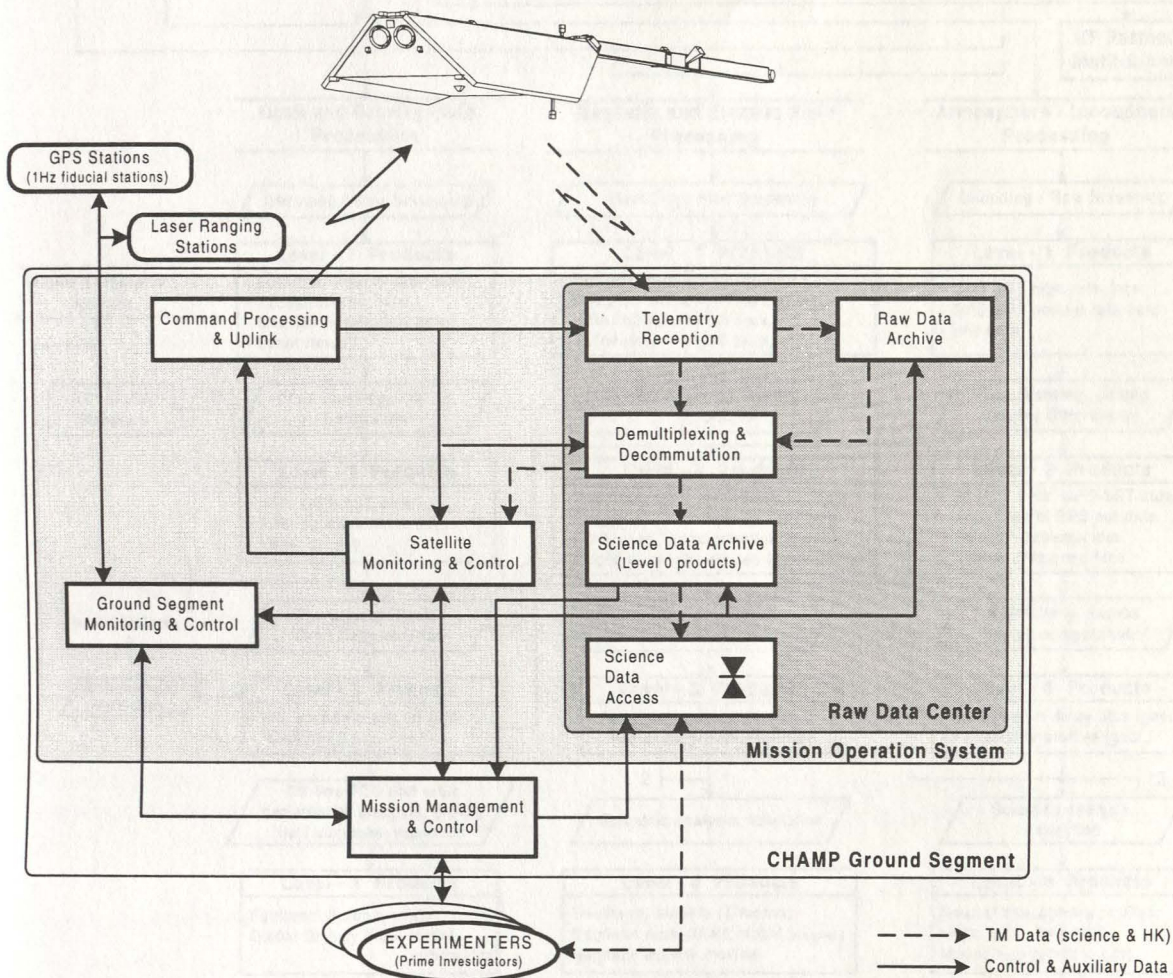 GPS Stations
(1Hz fiducial stations)
Laser Ranging
Stations
Command Processing
& Uplink
Telemetry
Reception
Raw Data
Archive
Demultiplexing &
Decommutation
Satellite
Monitoring & Control
Science Data Archive
(Level 0 products)
Ground Segment
Monitoring & Control
Science
Data
Access
Raw Data Center
Mission Operation System
Mission Management
& Control
CHAMP Ground Segment
EXPERIMENTERS
(Prime Investigators)
TM Data (science & HK)
Control & Auxiliary Data